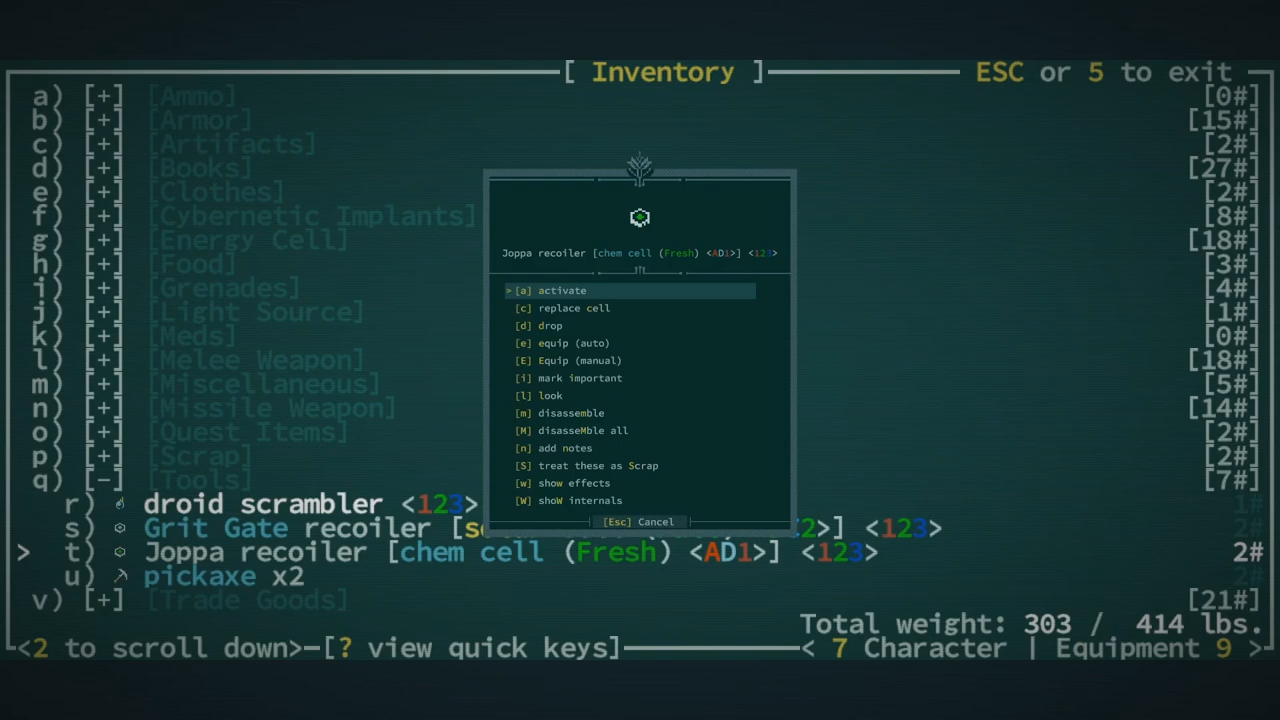 [ Inventory ] ESC or 5 to exit
a) [+] [Ammo] [0#]
b) [+] [Armor] [15#]
c) [+] [Artifacts] [2#]
d) [+] [Books] [27#]
e) [+] [Clothes] [2#]
f) [+] [Cybernetic Implants] [8#]
g) [+] [Energy Cell] [18#]
h) [+] [Food] [3#]
i) [+] [Grenades] [4#]
j) [+] [Light Source] [1#]
k) [+] [Meds] [0#]
l) [+] [Melee Weapon] [18#]
m) [+] [Miscellaneous] [5#]
n) [+] [Missile Weapon] [14#]
o) [+] [Quest Items] [2#]
p) [+] [Scrap] [2#]
q) [-] [Tools] [7#]
r) droid scrambler <123> 1#
s) Grit Gate recoiler [so 2>] <123> 2#
> t) Joppa recoiler [chem cell (Fresh) <AD1>] <123> 2#
u) pickaxe x2 2#
v) [+] [Trade Goods] [21#]
Total weight: 303 / 414 lbs.
<2 to scroll down> [? view quick keys] < 7 Character | Equipment 9 >
Joppa recoiler [chem cell (Fresh) <AD1>] <123>
> [a] activate
[c] replace cell
[d] drop
[e] equip (auto)
[E] Equip (manual)
[i] mark important
[l] look
[m] disassemble
[M] disasseMble all
[n] add notes
[S] treat these as Scrap
[w] show effects
[W] shoW internals
[Esc] Cancel